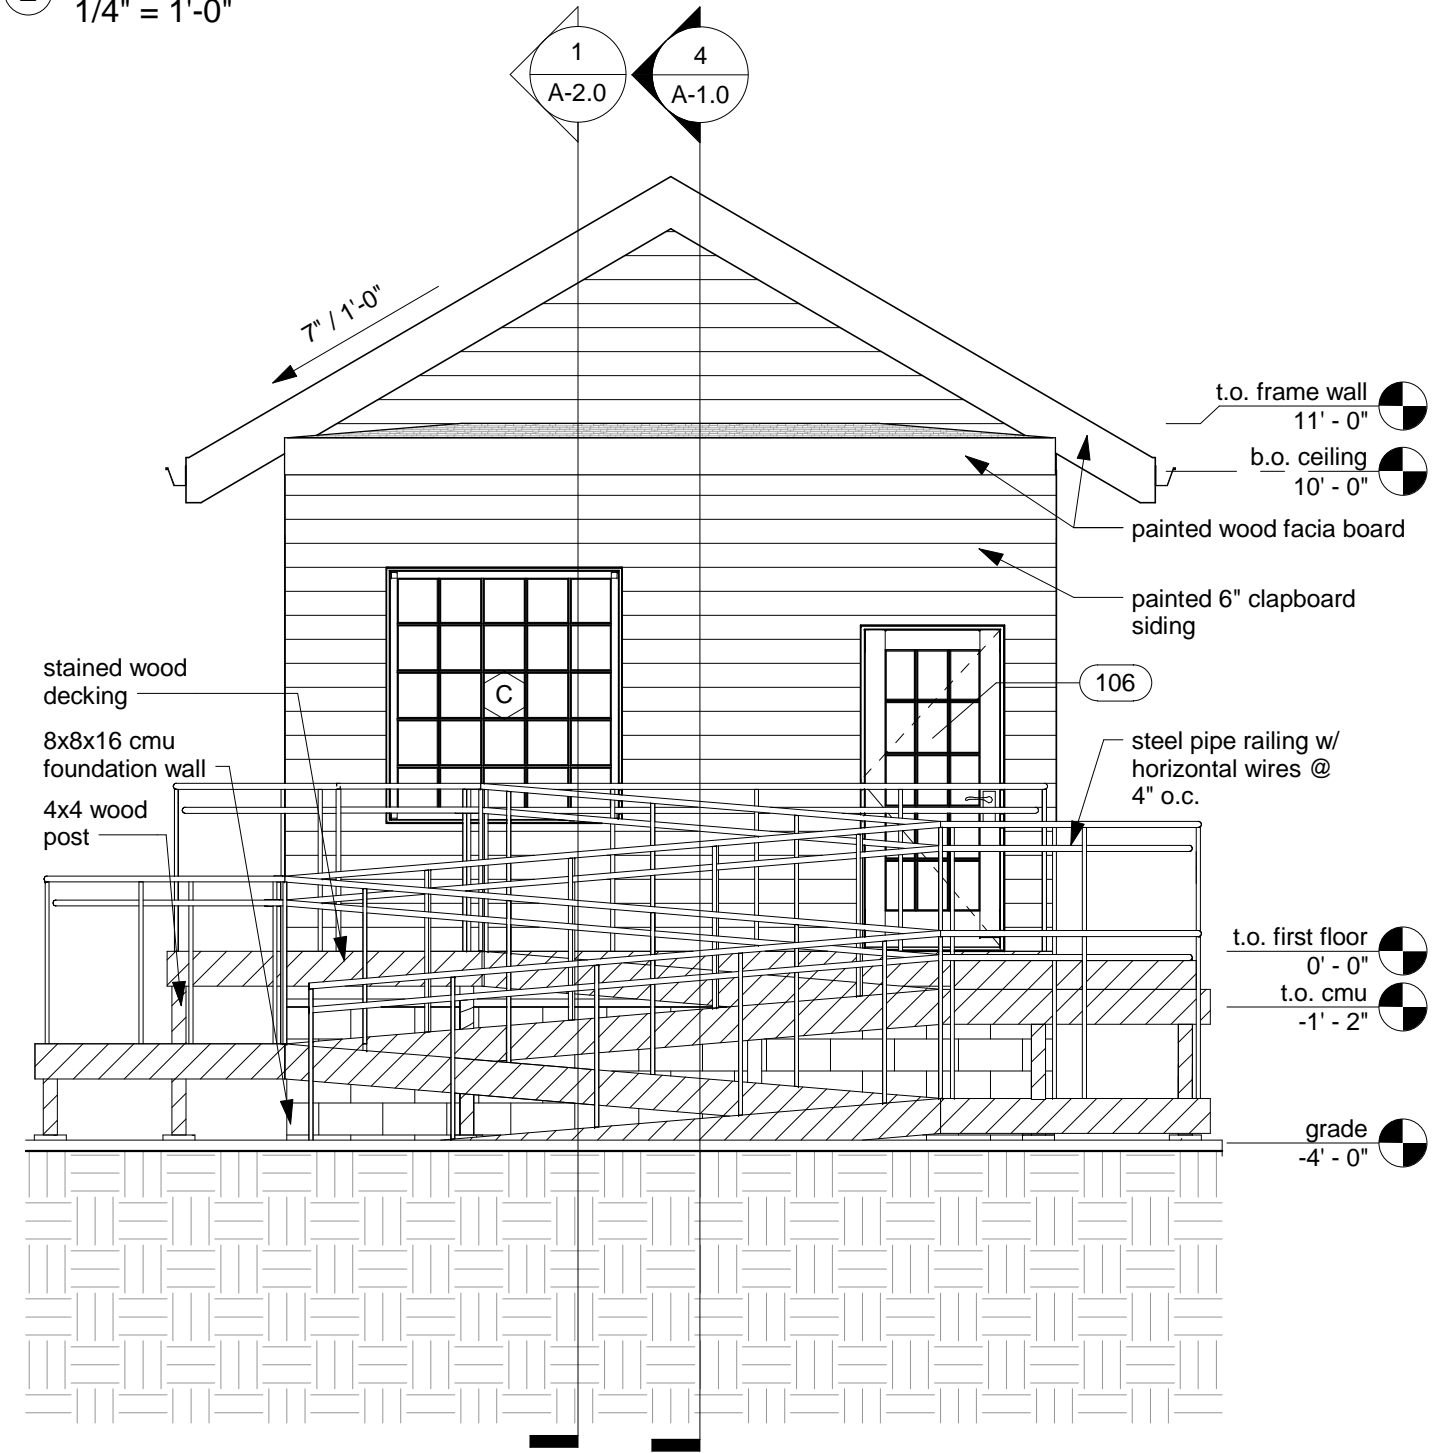 1/4" = 1'-0"
1
A-2.0
4
A-1.0
7" / 1'-0"
t.o. frame wall
11' - 0"
b.o. ceiling
10' - 0"
painted wood facia board
painted 6" clapboard
siding
stained wood
decking
C
106
8x8x16 cmu
foundation wall
steel pipe railing w/
horizontal wires @
4" o.c.
4x4 wood
post
t.o. first floor
0' - 0"
t.o. cmu
-1' - 2"
grade
-4' - 0"